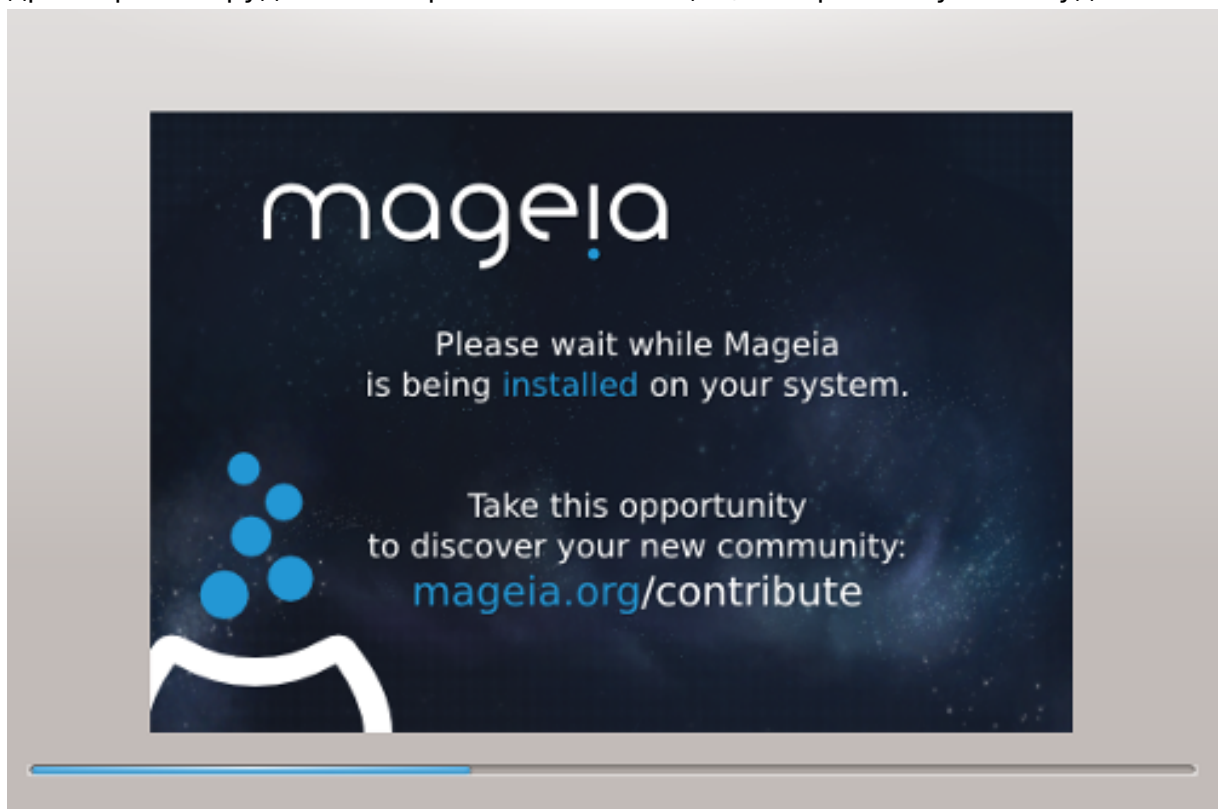 mageia
Please wait while Mageia
is being installed on your system.
Take this opportunity
to discover your new community:
mageia.org/contribute